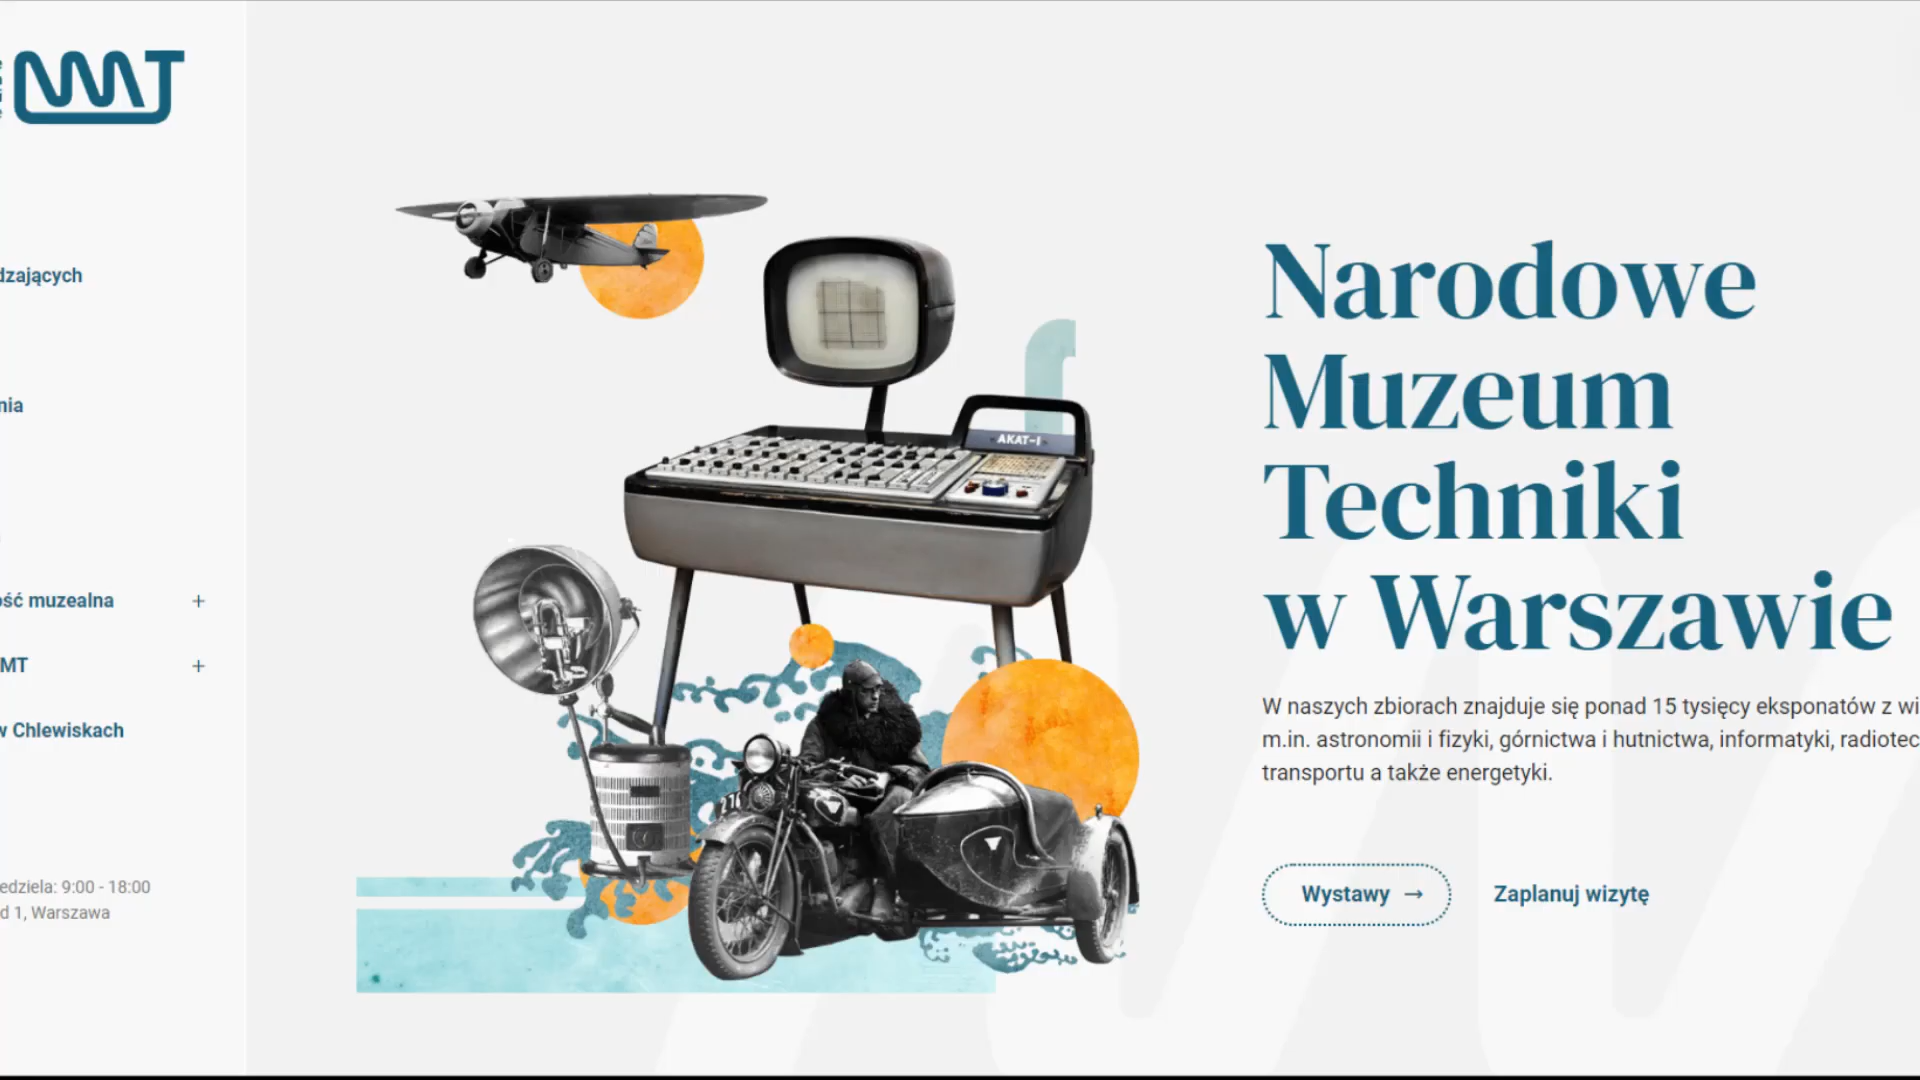 NMT
dzających
nia
ość muzealna +
MT +
w Chlewiskach
edziela: 9:00 - 18:00
d 1, Warszawa
AKAT-I
Narodowe
Muzeum
Techniki
w Warszawie
W naszych zbiorach znajduje się ponad 15 tysięcy eksponatów z wi
m.in. astronomii i fizyki, górnictwa i hutnictwa, informatyki, radiotec
transportu a także energetyki.
Wystawy →
Zaplanuj wizytę